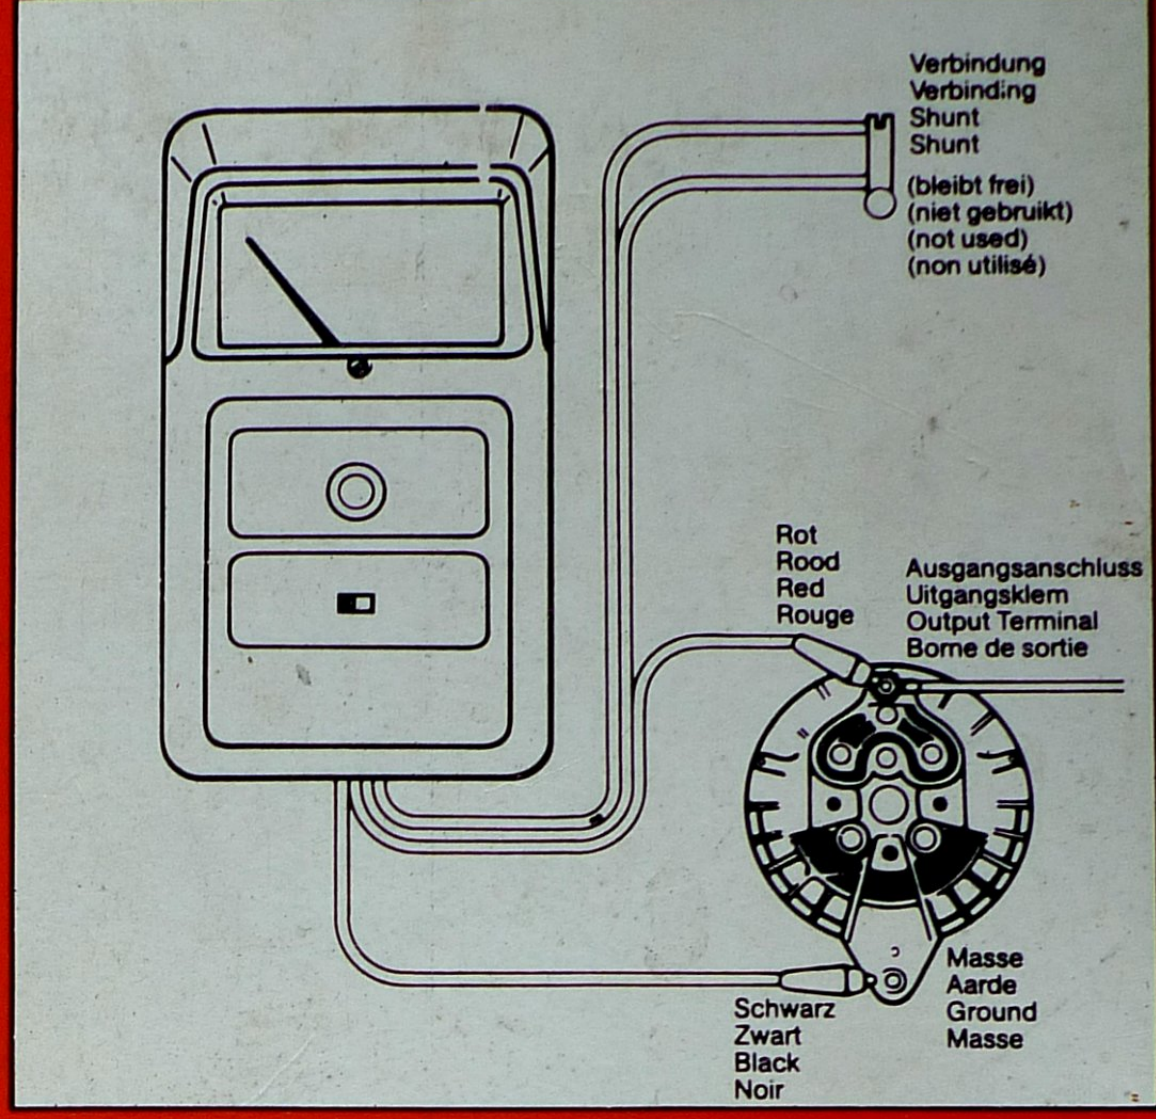 Verbindung
Verbinding
Shunt
Shunt
(bleibt frei)
(niet gebruikt)
(not used)
(non utilisé)
Rot
Rood
Red
Rouge
Ausgangsanschluss
Uitgangsklem
Output Terminal
Borne de sortie
Masse
Aarde
Ground
Masse
Schwarz
Zwart
Black
Noir